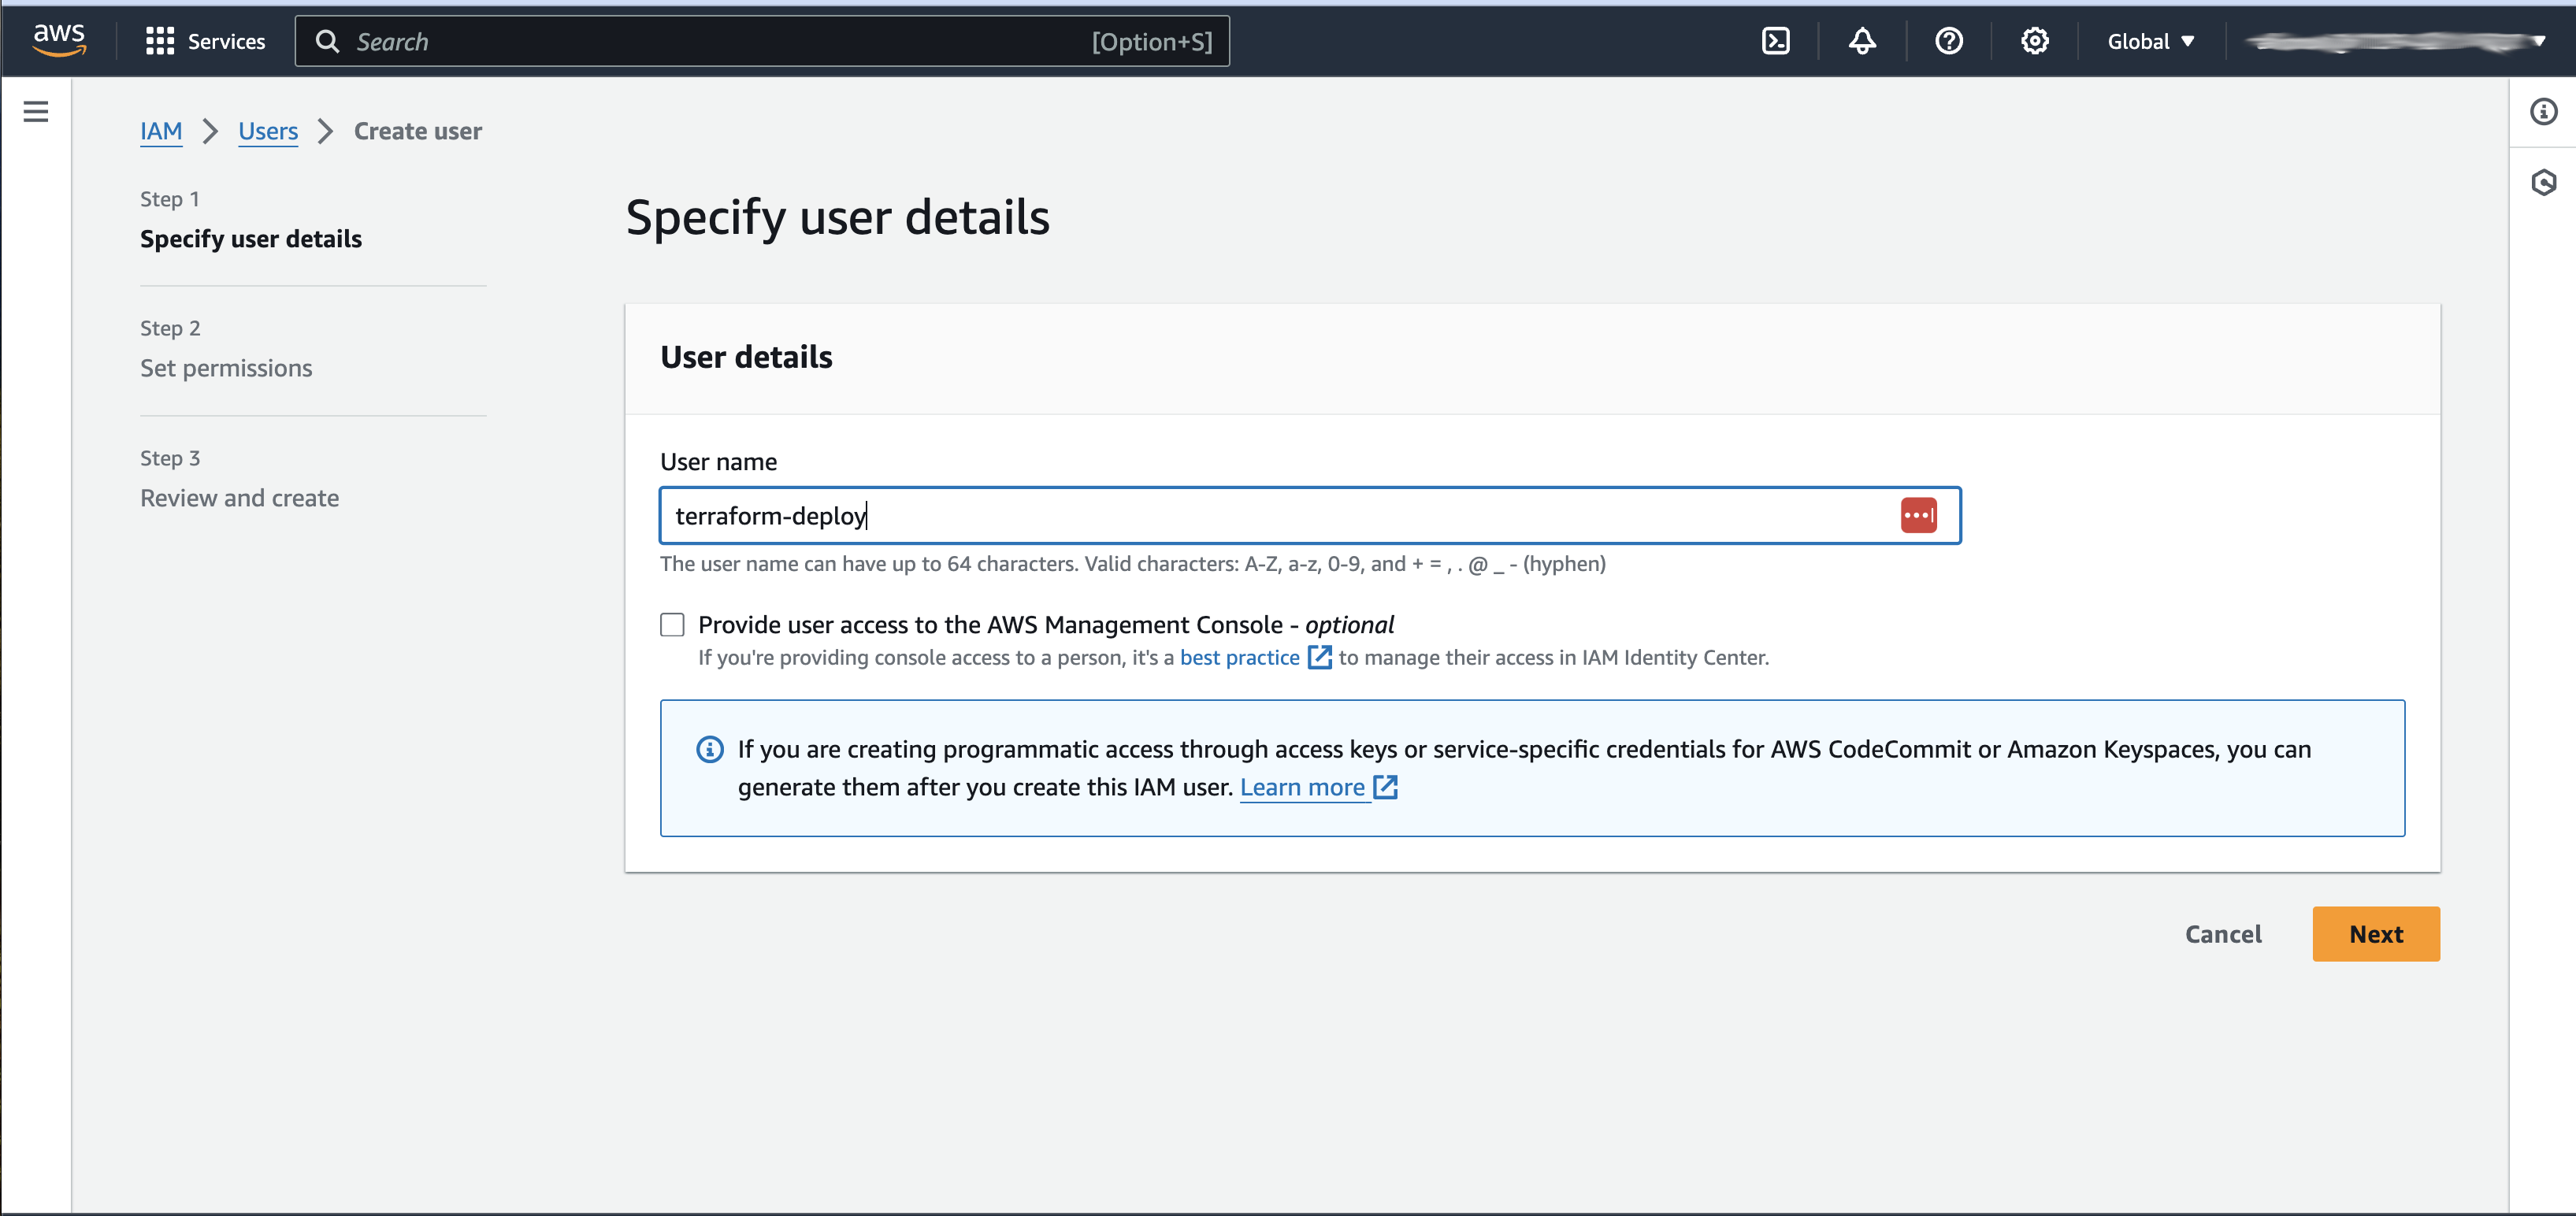 aws
Services
Search
[Option+S]
Global
IAM
Users
Create user
Step 1
Specify user details
Step 2
Set permissions
Step 3
Review and create
Specify user details
User details
User name
terraform-deploy
The user name can have up to 64 characters. Valid characters: A-Z, a-z, 0-9, and + = , . @ _ - (hyphen)
Provide user access to the AWS Management Console - optional
If you're providing console access to a person, it's a best practice to manage their access in IAM Identity Center.
If you are creating programmatic access through access keys or service-specific credentials for AWS CodeCommit or Amazon Keyspaces, you can
generate them after you create this IAM user. Learn more
Cancel
Next